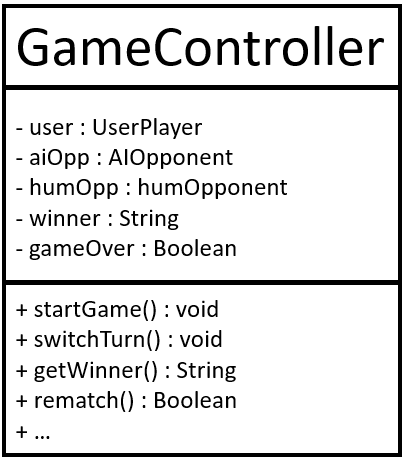 GameController
- user : UserPlayer
- aiOpp : AIOpponent
- humOpp : humOpponent
- winner : String
- gameOver : Boolean
+ startGame() : void
+ switchTurn() : void
+ getWinner() : String
+ rematch() : Boolean
+ ...